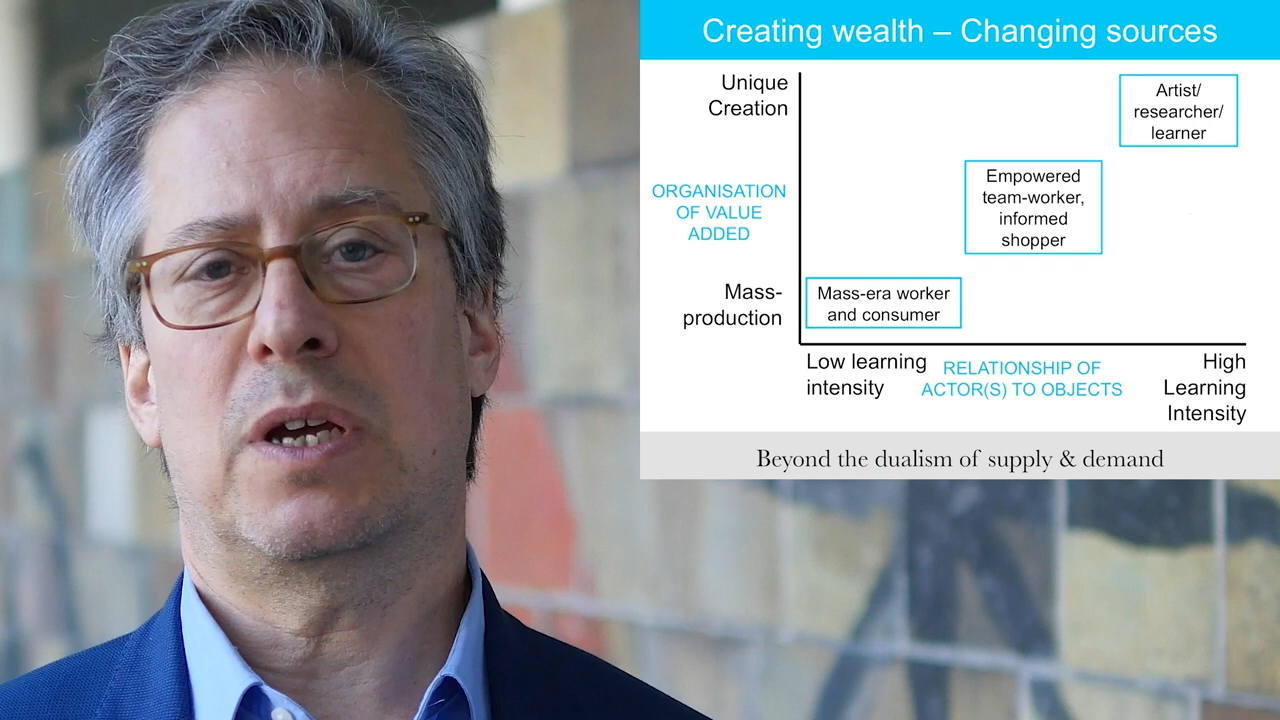 Creating wealth – Changing sources
Unique
Creation
Artist/
researcher/
learner
ORGANISATION
OF VALUE
ADDED
Empowered
team-worker,
informed
shopper
Mass-
production
Mass-era worker
and consumer
Low learning
intensity
RELATIONSHIP OF
ACTOR(S) TO OBJECTS
High
Learning
Intensity
Beyond the dualism of supply & demand